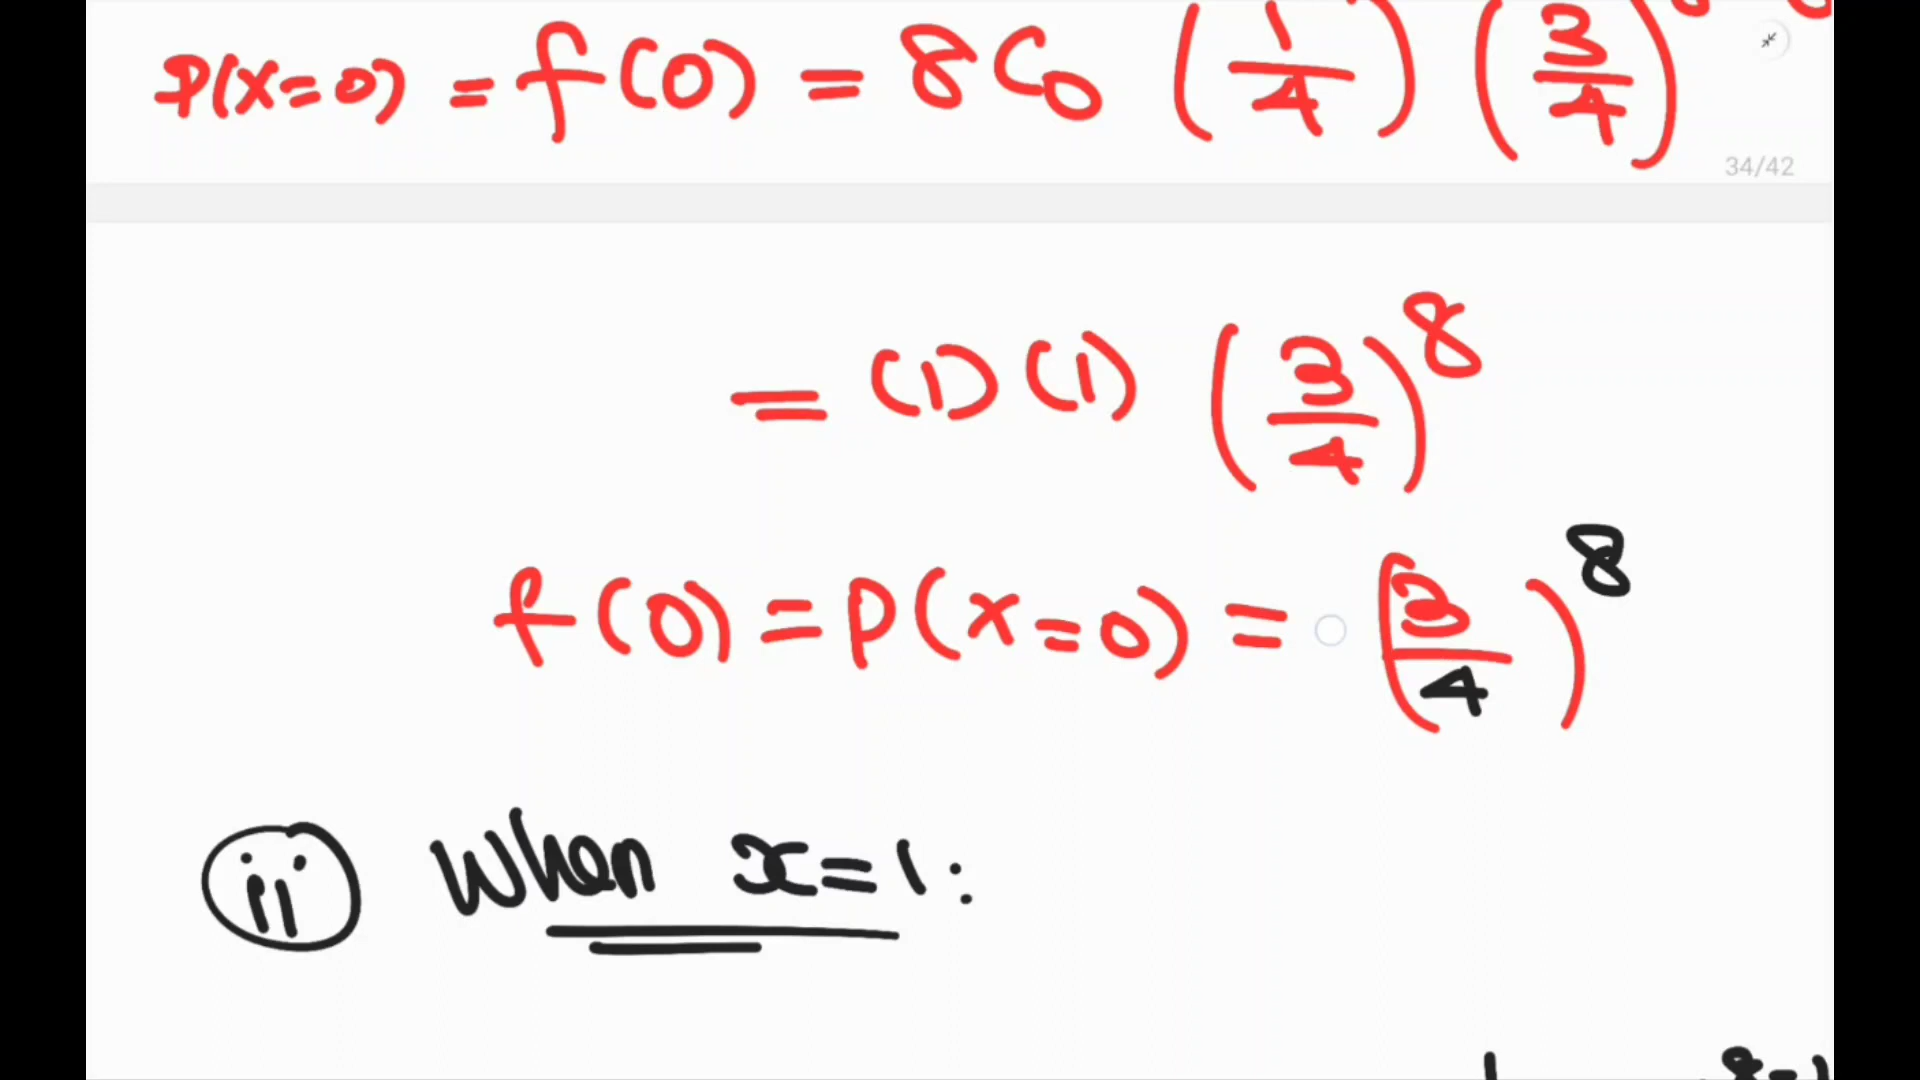 P(X=0) = f(0) = 8C₀ (1/4) (3/4)
34/42
= (1) (1) (3/4)⁸
f(0) = P(X=0) = (3/4)⁸
ii When x=1: